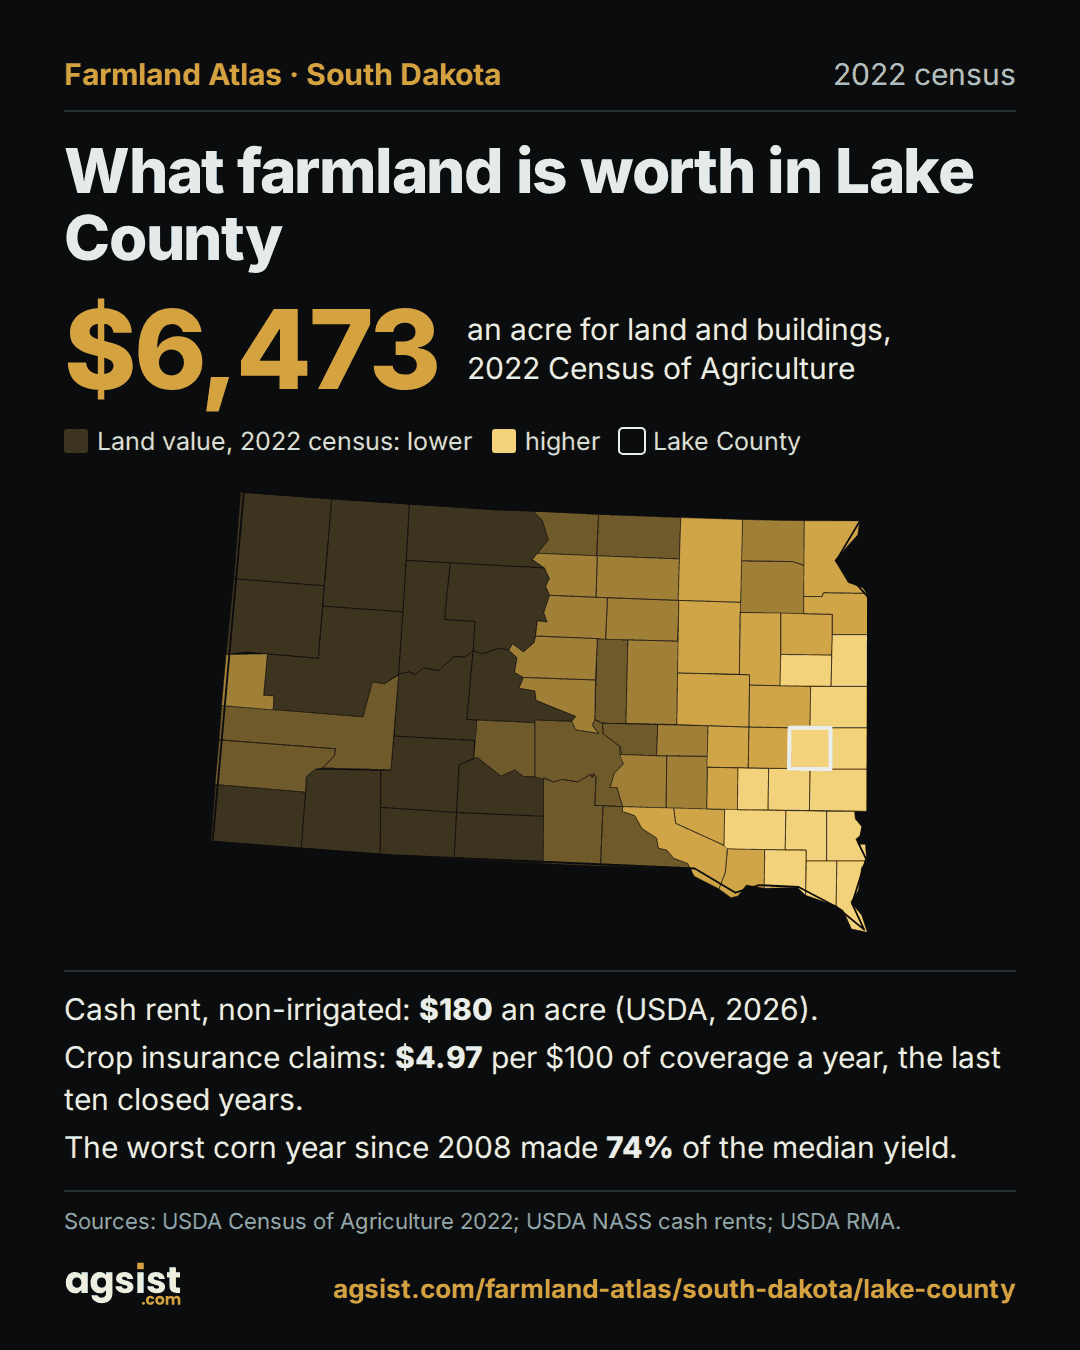 Farmland Atlas · South Dakota
2022 census
What farmland is worth in Lake
County
$6,473
an acre for land and buildings,
2022 Census of Agriculture
Land value, 2022 census: lower
higher
Lake County
Cash rent, non-irrigated: $180 an acre (USDA, 2026).
Crop insurance claims: $4.97 per $100 of coverage a year, the last
ten closed years.
The worst corn year since 2008 made 74% of the median yield.
Sources: USDA Census of Agriculture 2022; USDA NASS cash rents; USDA RMA.
agsist
.com
agsist.com/farmland-atlas/south-dakota/lake-county